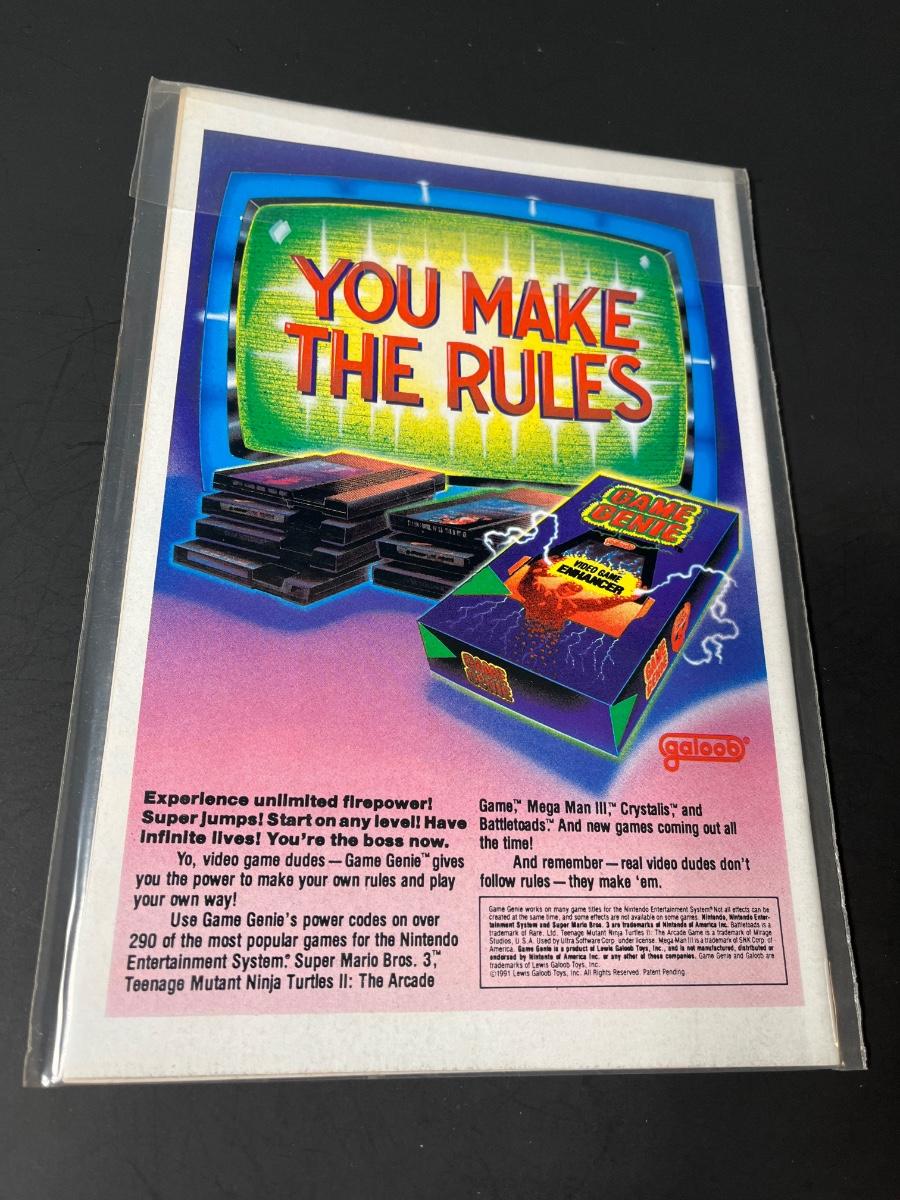 YOU MAKE
THE RULES
GAME
GENIE
VIDEO GAME
ENHANCER
GAME
GENIE
GAME
GENIE
galoob®
Experience unlimited firepower!
Super jumps! Start on any level! Have
infinite lives! You're the boss now.
Yo, video game dudes — Game Genie™ gives
you the power to make your own rules and play
your own way!
Use Game Genie's power codes on over
290 of the most popular games for the Nintendo
Entertainment System.® Super Mario Bros. 3,™
Teenage Mutant Ninja Turtles II: The Arcade
Game,™ Mega Man III,™ Crystalis,™ and
Battletoads.™ And new games coming out all
the time!
And remember — real video dudes don't
follow rules — they make 'em.
Game Genie works on many game titles for the Nintendo Entertainment System.® Not all effects can be
created at the same time, and some effects are not available on some games. Nintendo, Nintendo Enter-
tainment System and Super Mario Bros. 3 are trademarks of Nintendo of America Inc. Battletoads is a
trademark of Rare, Ltd. Teenage Mutant Ninja Turtles II: The Arcade Game is a trademark of Mirage
Studios, U.S.A. Used by Ultra Software Corp. under license. Mega Man III is a trademark of SNK Corp. of
America. Game Genie is a product of Lewis Galoob Toys, Inc., and is not manufactured, distributed or
endorsed by Nintendo of America Inc. or any other of these companies. Game Genie and Galoob are
trademarks of Lewis Galoob Toys, Inc.
©1991 Lewis Galoob Toys, Inc. All Rights Reserved. Patent Pending.